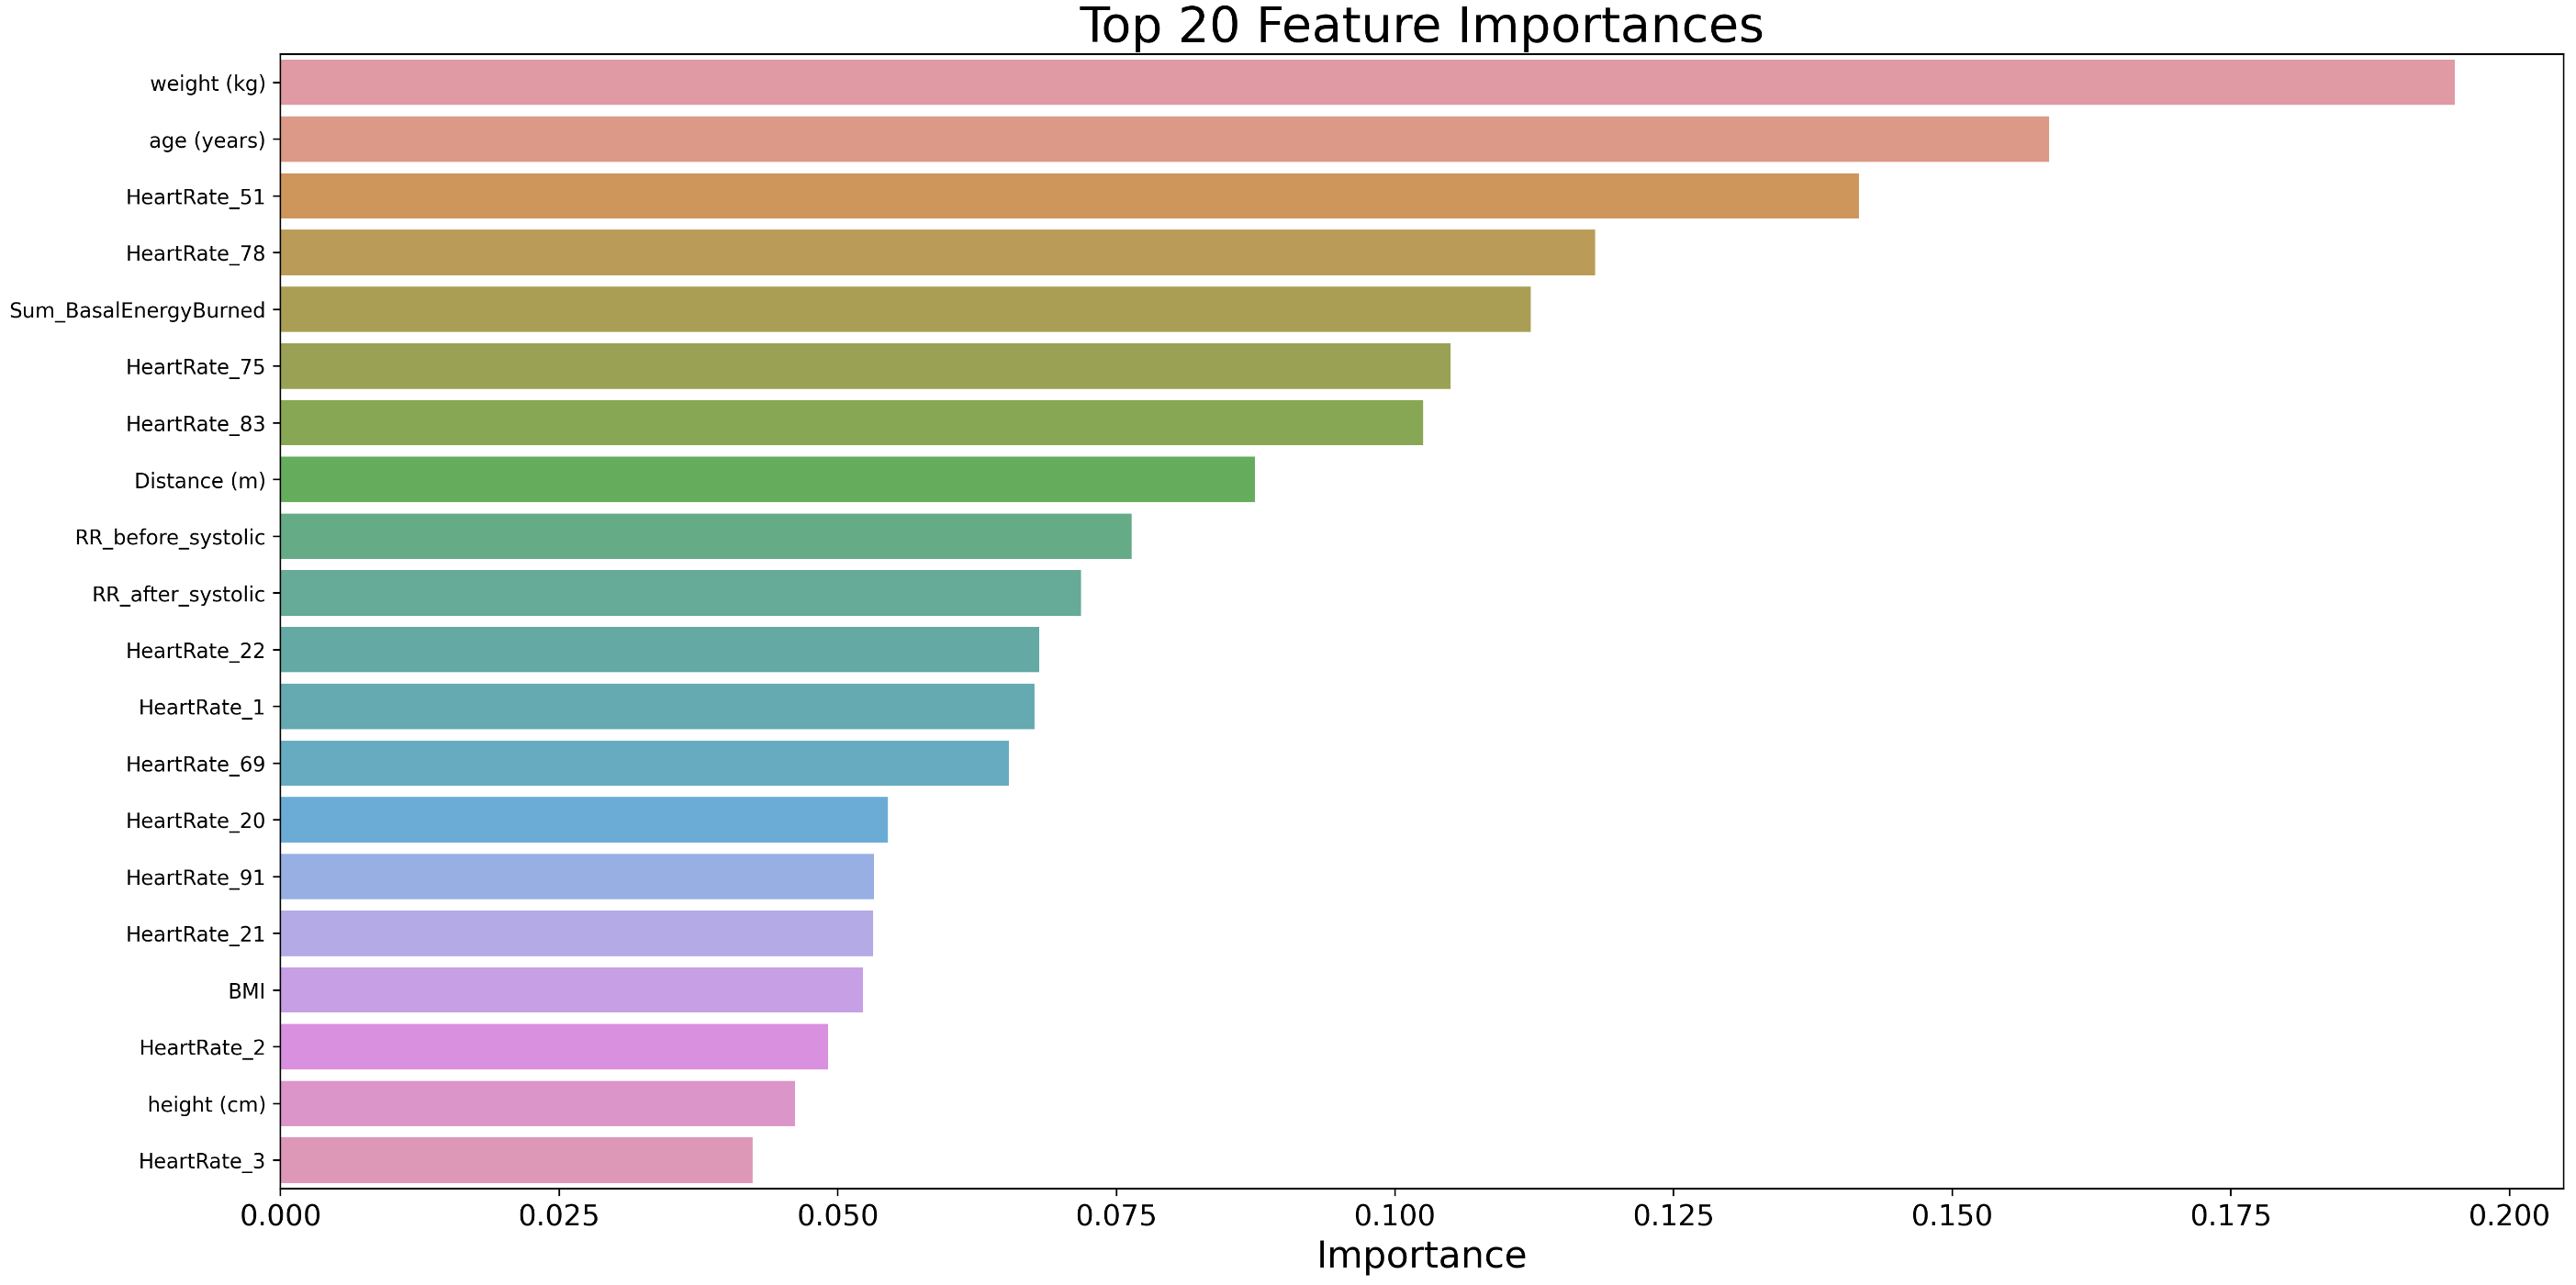 Top 20 Feature Importances
weight (kg)
age (years)
HeartRate_51
HeartRate_78
Sum_BasalEnergyBurned
HeartRate_75
HeartRate_83
Distance (m)
RR_before_systolic
RR_after_systolic
HeartRate_22
HeartRate_1
HeartRate_69
HeartRate_20
HeartRate_91
HeartRate_21
BMI
HeartRate_2
height (cm)
HeartRate_3
0.000 0.025 0.050 0.075 0.100 0.125 0.150 0.175 0.200
Importance